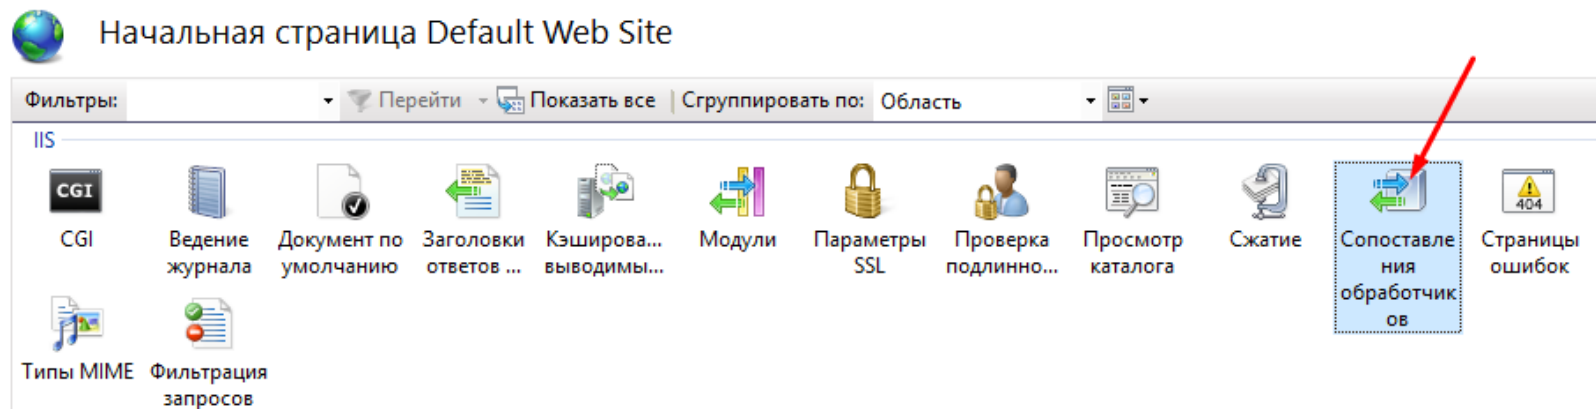 Начальная страница Default Web Site
Фильтры: Перейти Показать все Сгруппировать по: Область
IIS
CGI 404
CGI Ведение Документ по Заголовки Кэширова... Модули Параметры Проверка Просмотр Сжатие Сопоставле Страницы
журнала умолчанию ответов ... выводимы... SSL подлинно... каталога ния ошибок
обработчик
ов
Типы MIME Фильтрация
запросов